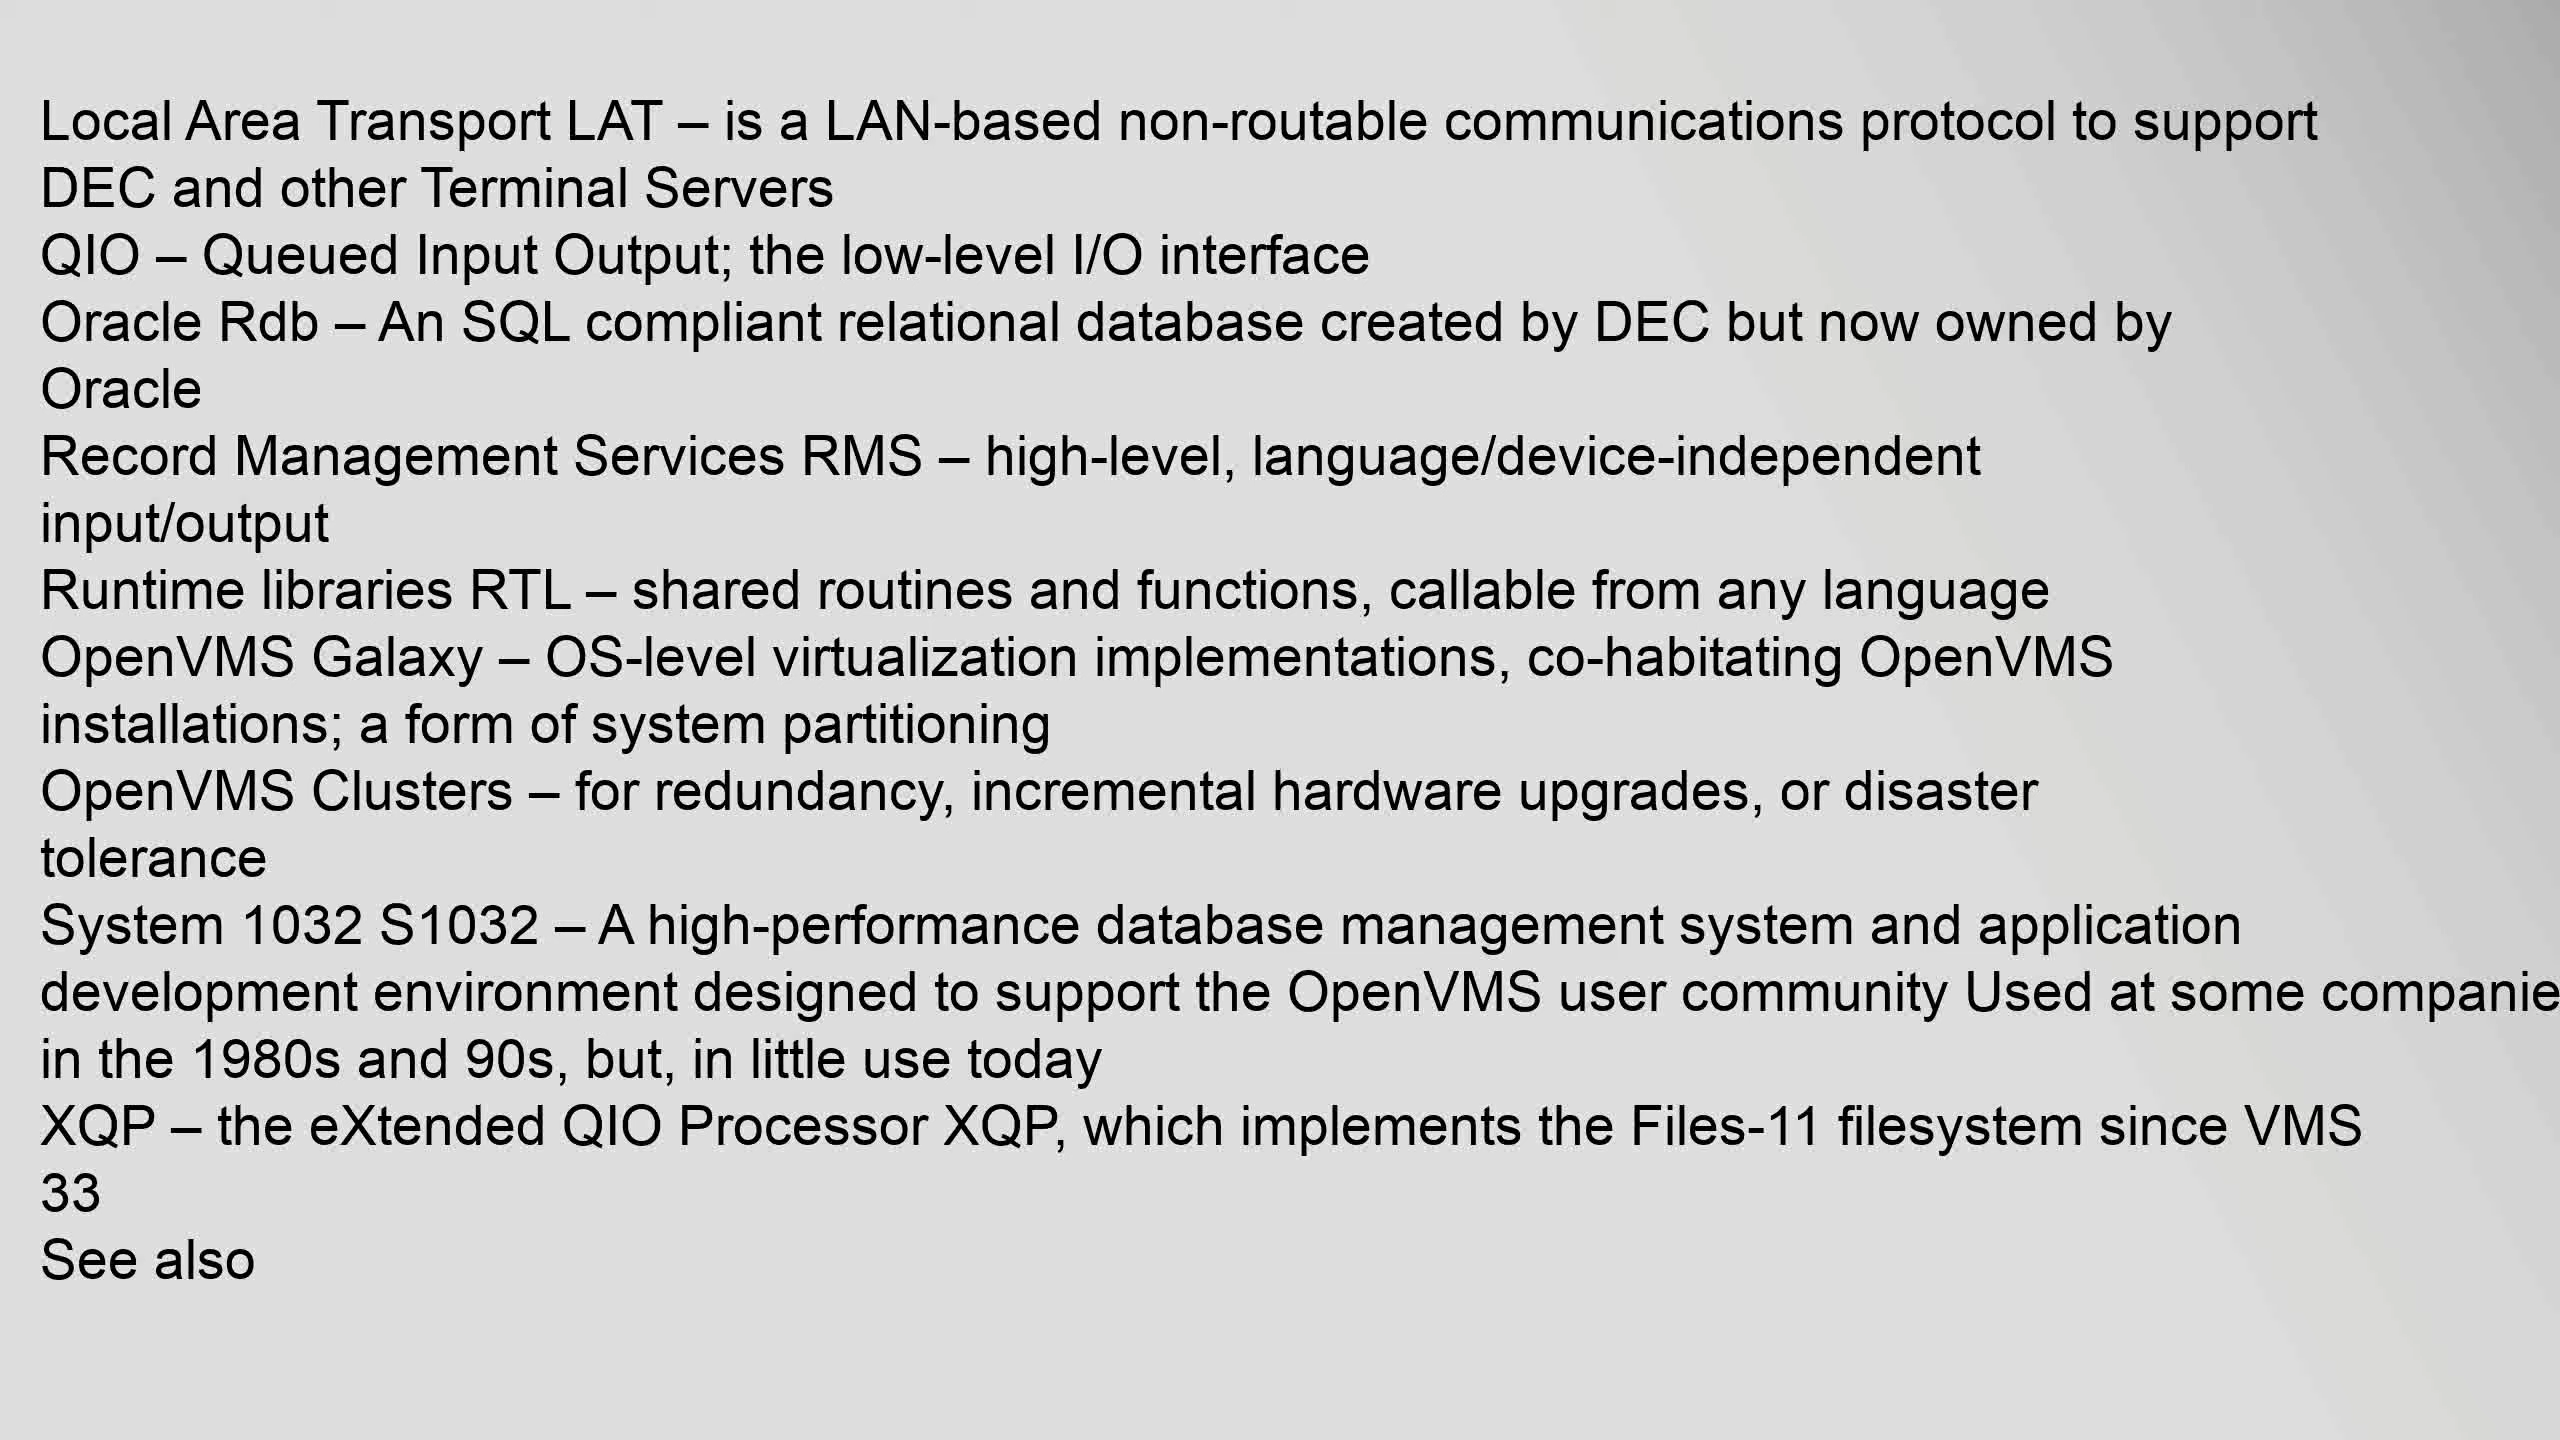 Local Area Transport LAT – is a LAN-based non-routable communications protocol to support
DEC and other Terminal Servers
QIO – Queued Input Output; the low-level I/O interface
Oracle Rdb – An SQL compliant relational database created by DEC but now owned by
Oracle
Record Management Services RMS – high-level, language/device-independent
input/output
Runtime libraries RTL – shared routines and functions, callable from any language
OpenVMS Galaxy – OS-level virtualization implementations, co-habitating OpenVMS
installations; a form of system partitioning
OpenVMS Clusters – for redundancy, incremental hardware upgrades, or disaster
tolerance
System 1032 S1032 – A high-performance database management system and application
development environment designed to support the OpenVMS user community Used at some companie
in the 1980s and 90s, but, in little use today
XQP – the eXtended QIO Processor XQP, which implements the Files-11 filesystem since VMS
33
See also